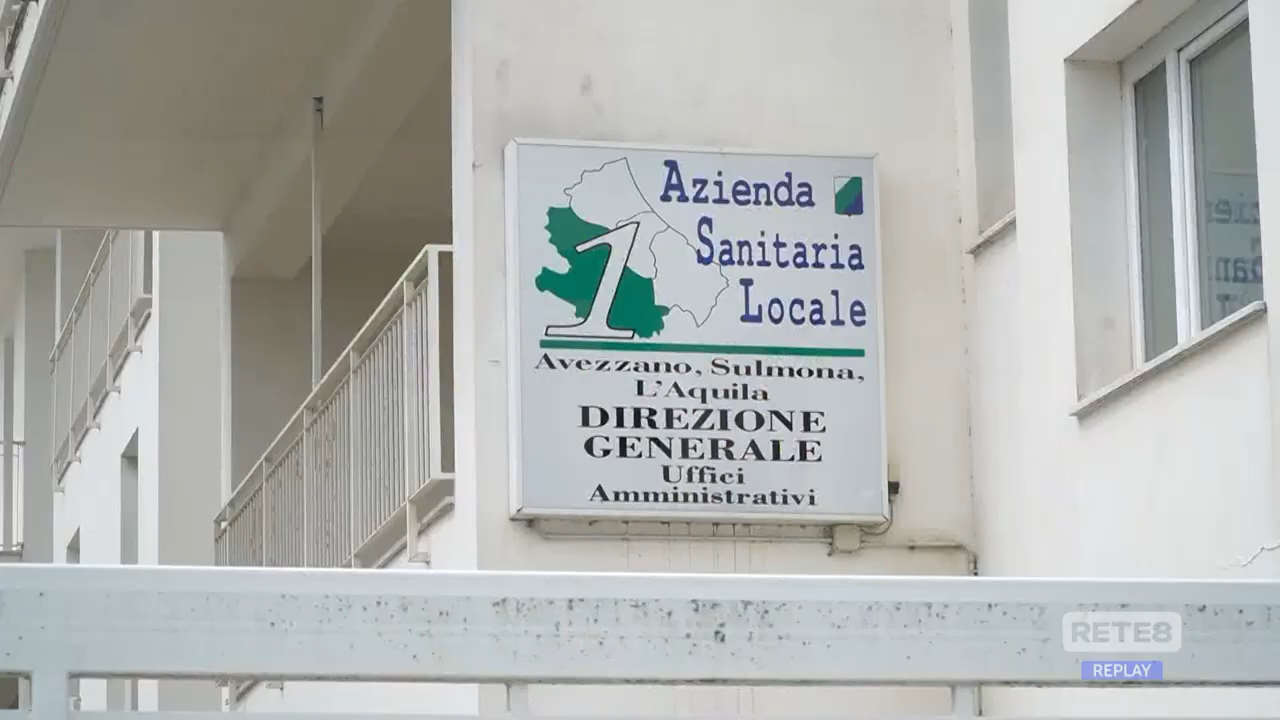 Azienda
Sanitaria
Locale
1
Avezzano, Sulmona,
L'Aquila
DIREZIONE
GENERALE
Uffici
Amministrativi
RETE8
REPLAY